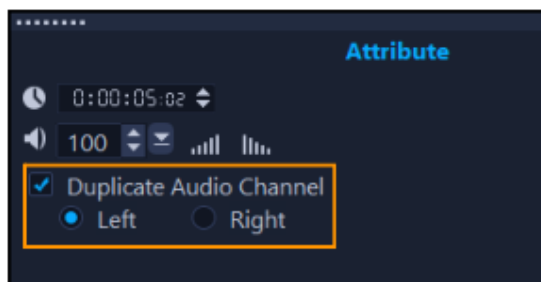 Attribute
0:00:05:02
100
Duplicate Audio Channel
Left Right